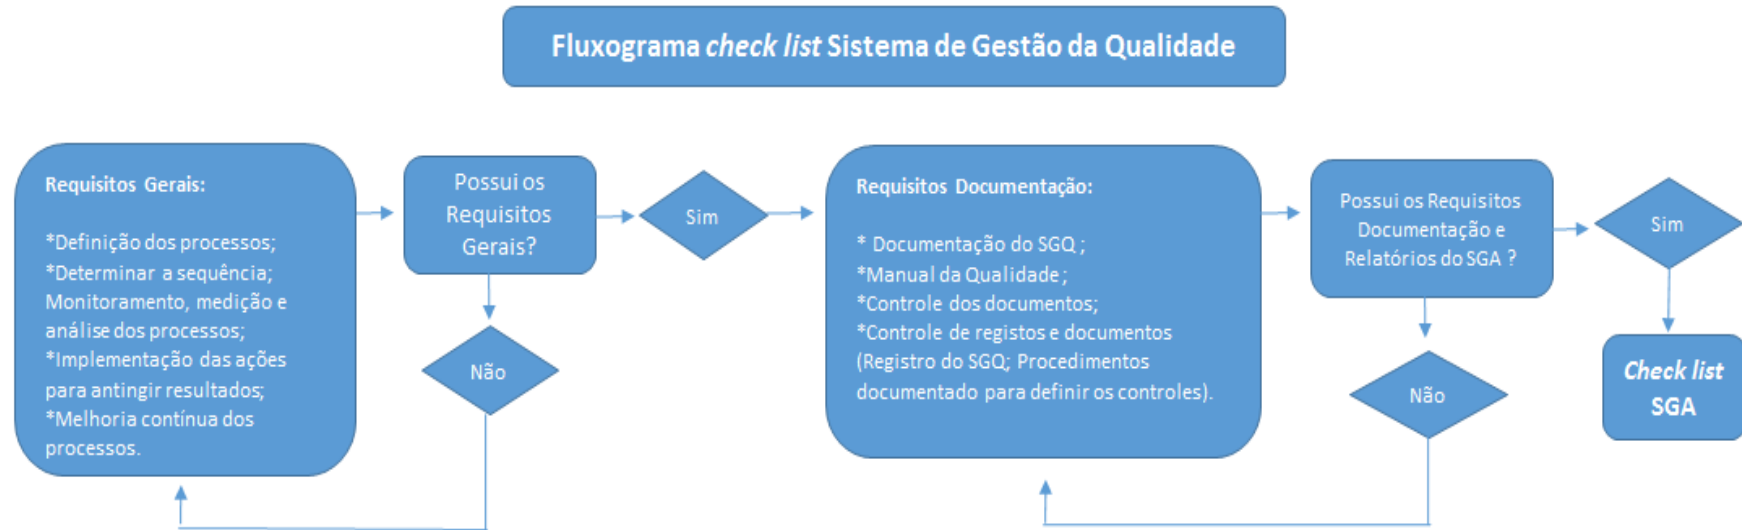 Fluxograma check list Sistema de Gestão da Qualidade
Requisitos Gerais:
*Definição dos processos;
*Determinar a sequência;
Monitoramento, medição e
análise dos processos;
*Implementação das ações
para antingir resultados;
*Melhoria contínua dos
processos.
Possui os
Requisitos
Gerais?
Sim
Não
Requisitos Documentação:
* Documentação do SGQ ;
*Manual da Qualidade ;
*Controle dos documentos;
*Controle de registos e documentos
(Registro do SGQ; Procedimentos
documentado para definir os controles).
Possui os Requisitos
Documentação e
Relatórios do SGA ?
Sim
Não
Check list
SGA